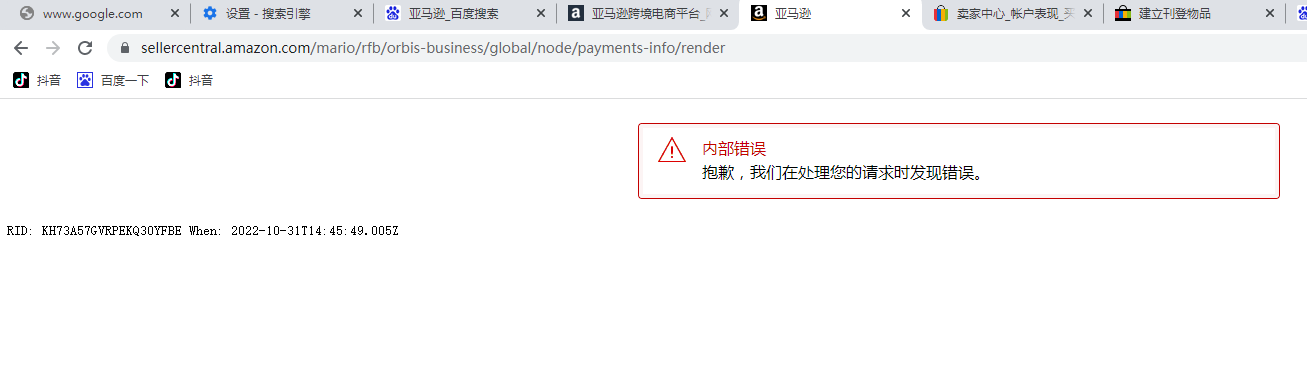 www.google.com
设置 - 搜索引擎
亚马逊_百度搜索
亚马逊跨境电商平台_
亚马逊
卖家中心_帐户表现_买
建立刊登物品
sellercentral.amazon.com/mario/rfb/orbis-business/global/node/payments-info/render
抖音
百度一下
抖音
内部错误
抱歉，我们在处理您的请求时发现错误。
RID: KH73A57GVRPEKQ30YFBE When: 2022-10-31T14:45:49.005Z